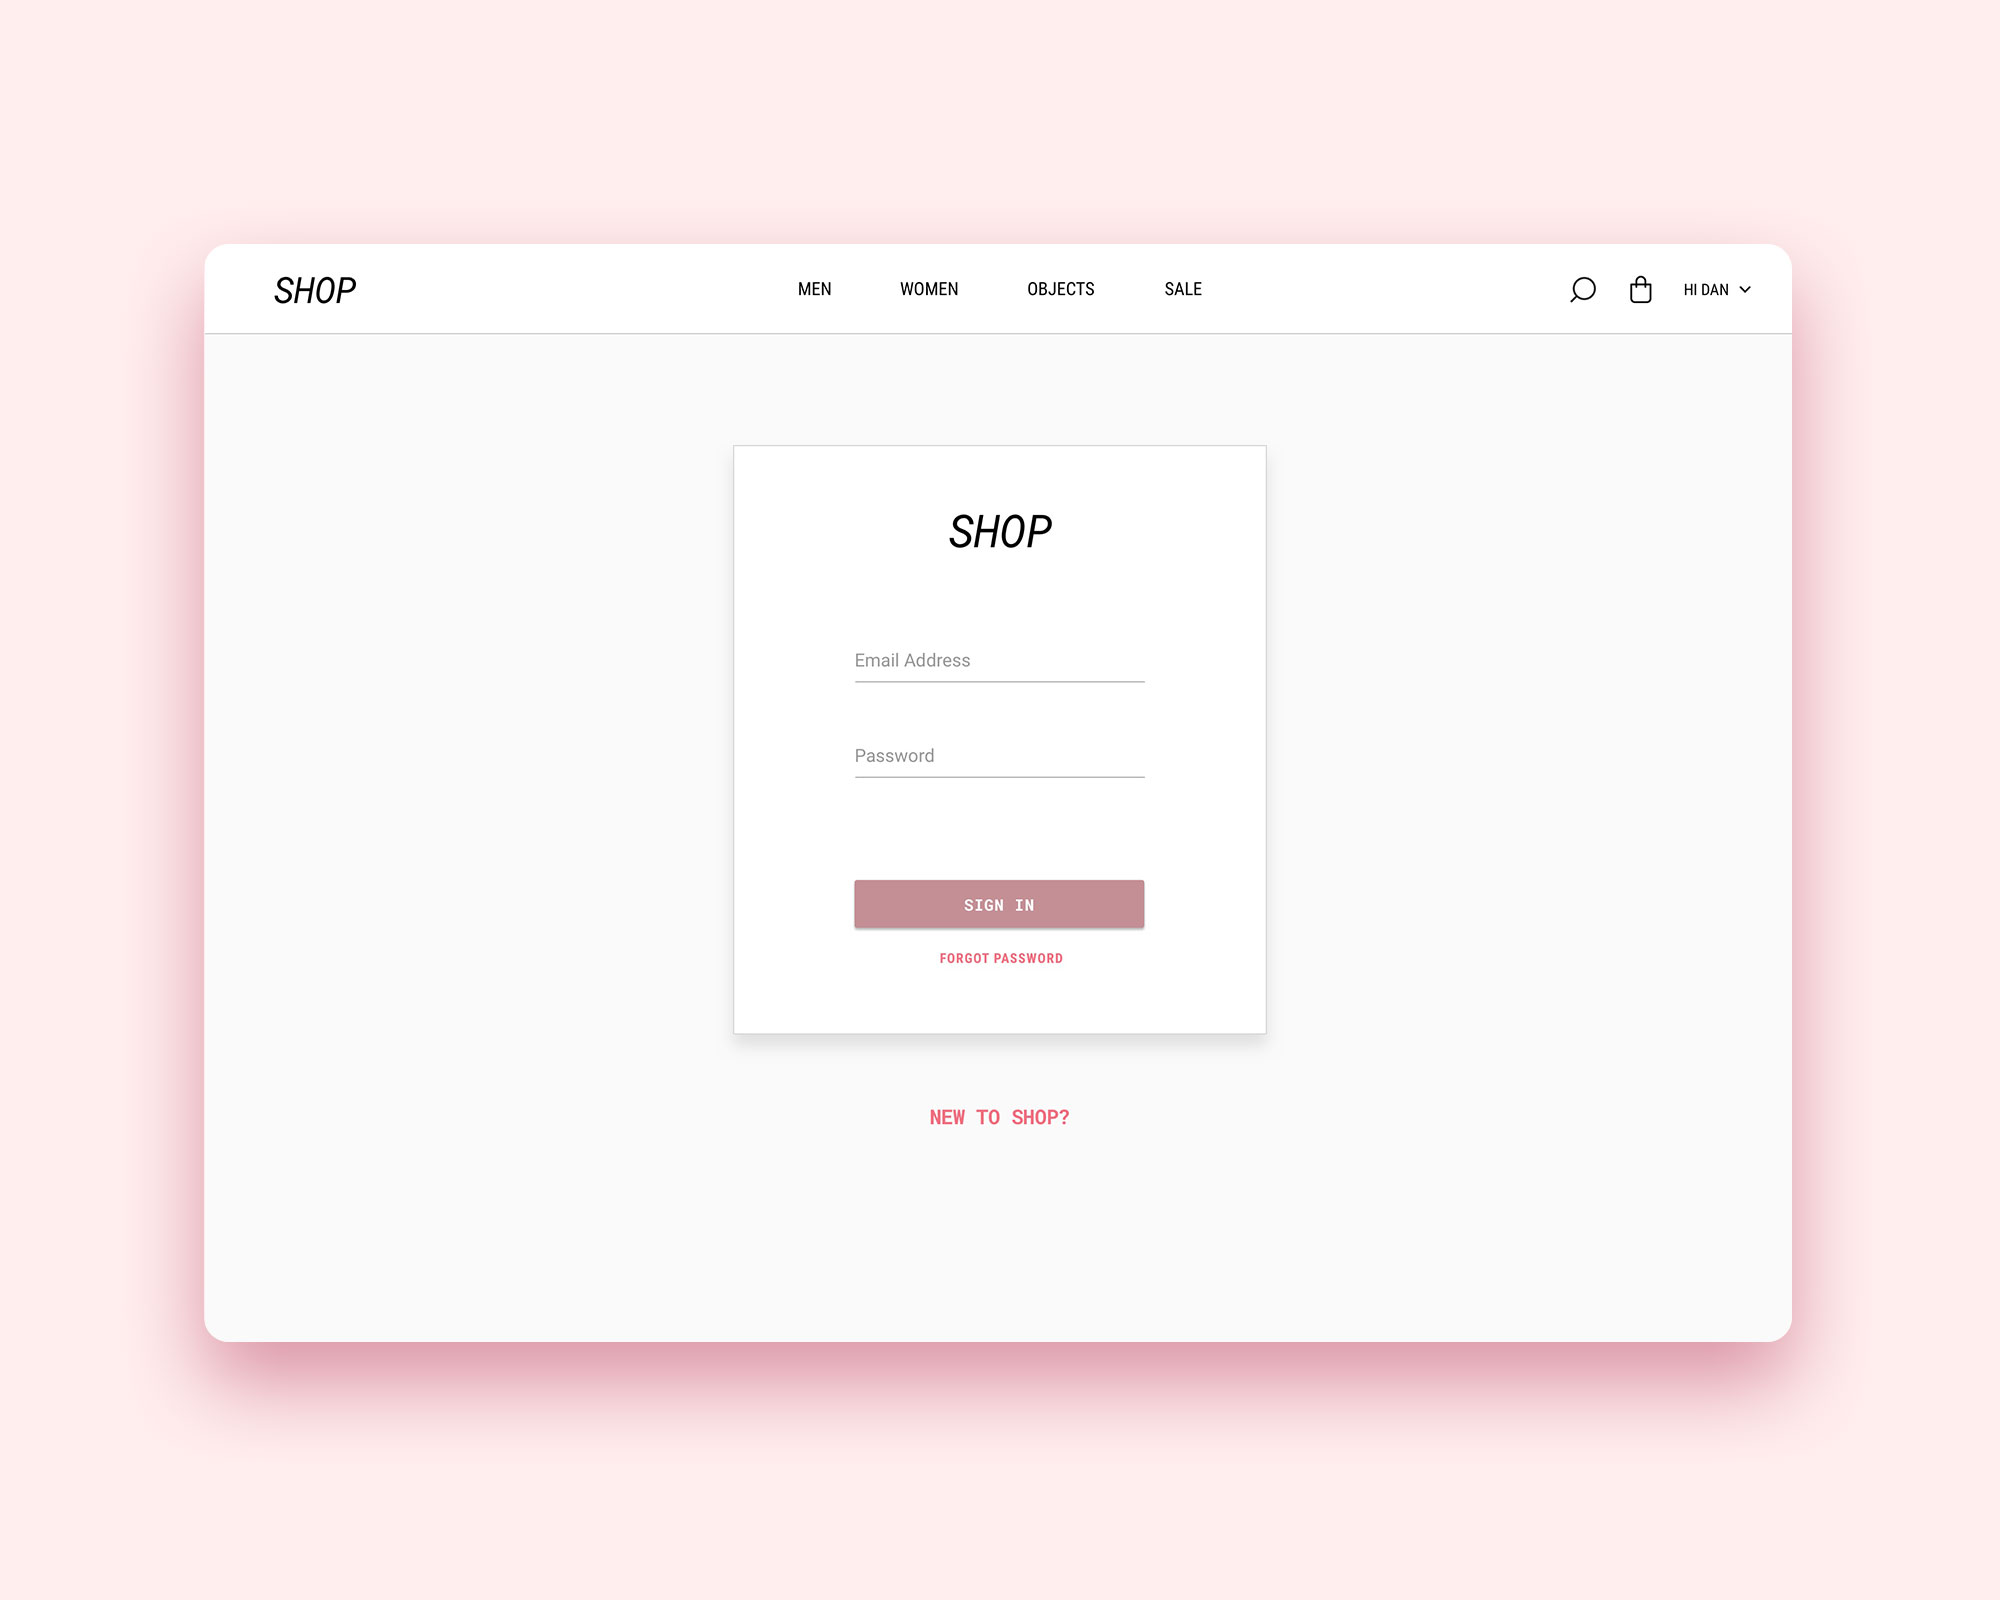 SHOP
MEN WOMEN OBJECTS SALE
HI DAN
SHOP
Email Address
Password
SIGN IN
FORGOT PASSWORD
NEW TO SHOP?